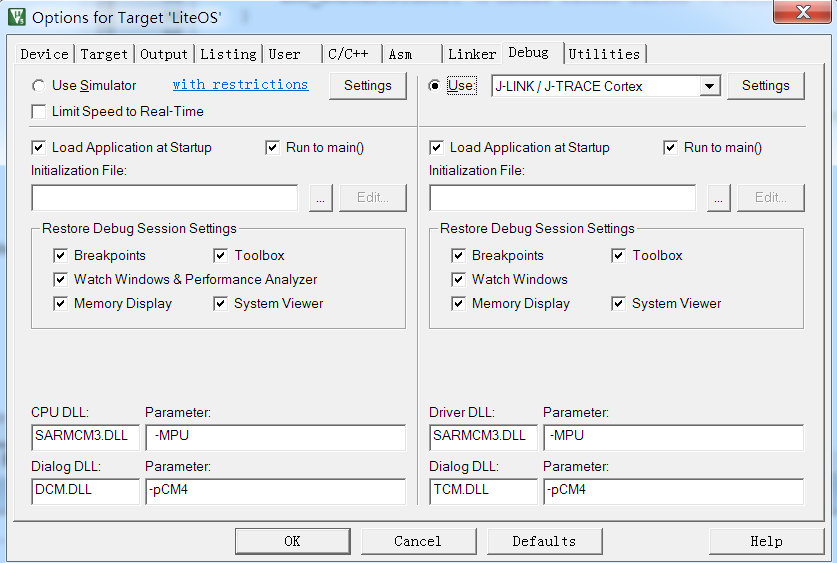 Options for Target 'LiteOS'
Device Target Output Listing User C/C++ Asm Linker Debug Utilities
Use Simulator with restrictions Settings
Limit Speed to Real-Time
Load Application at Startup Run to main()
Initialization File:
... Edit...
Restore Debug Session Settings
Breakpoints Toolbox
Watch Windows & Performance Analyzer
Memory Display System Viewer
CPU DLL: Parameter:
SARMCM3.DLL -MPU
Dialog DLL: Parameter:
DCM.DLL -pCM4
Use: J-LINK / J-TRACE Cortex Settings
Load Application at Startup Run to main()
Initialization File:
... Edit...
Restore Debug Session Settings
Breakpoints Toolbox
Watch Windows
Memory Display System Viewer
Driver DLL: Parameter:
SARMCM3.DLL -MPU
Dialog DLL: Parameter:
TCM.DLL -pCM4
OK Cancel Defaults Help